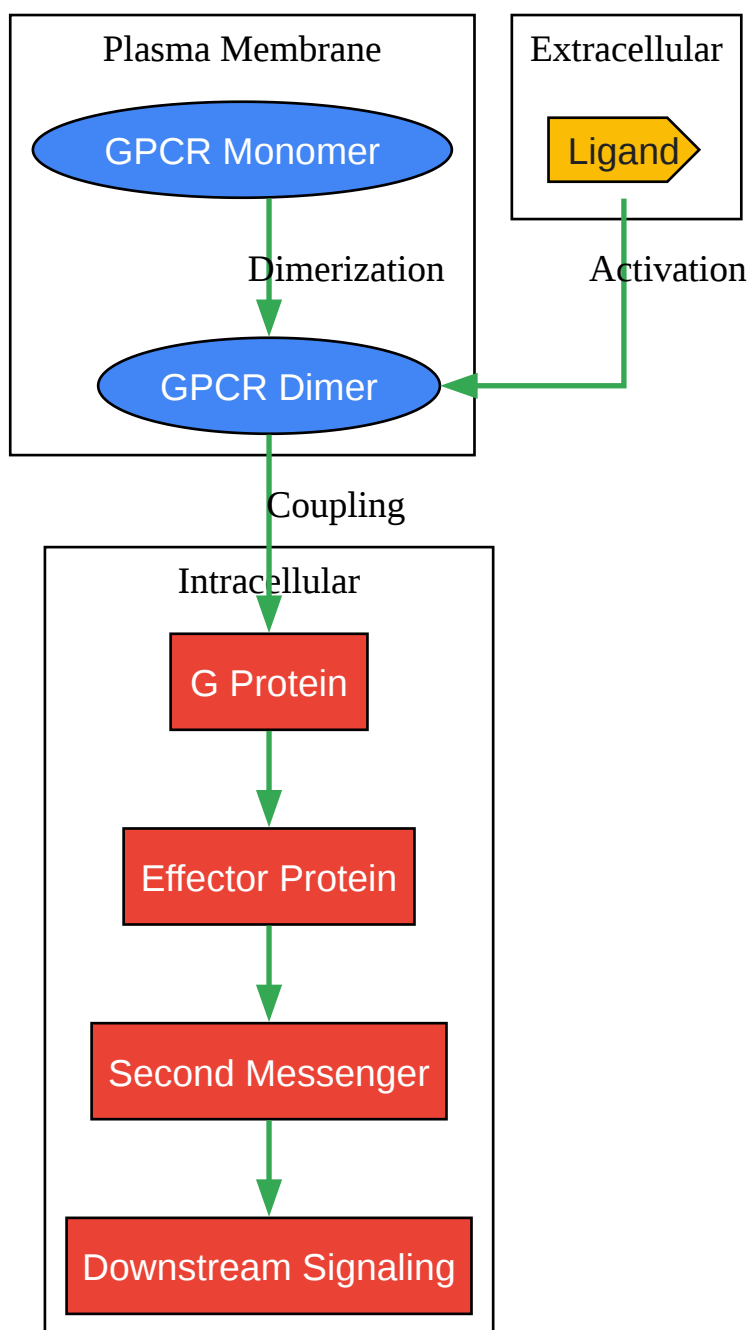 Plasma Membrane
Extracellular
GPCR Monomer
Ligand
Dimerization
Activation
GPCR Dimer
Coupling
Intracellular
G Protein
Effector Protein
Second Messenger
Downstream Signaling